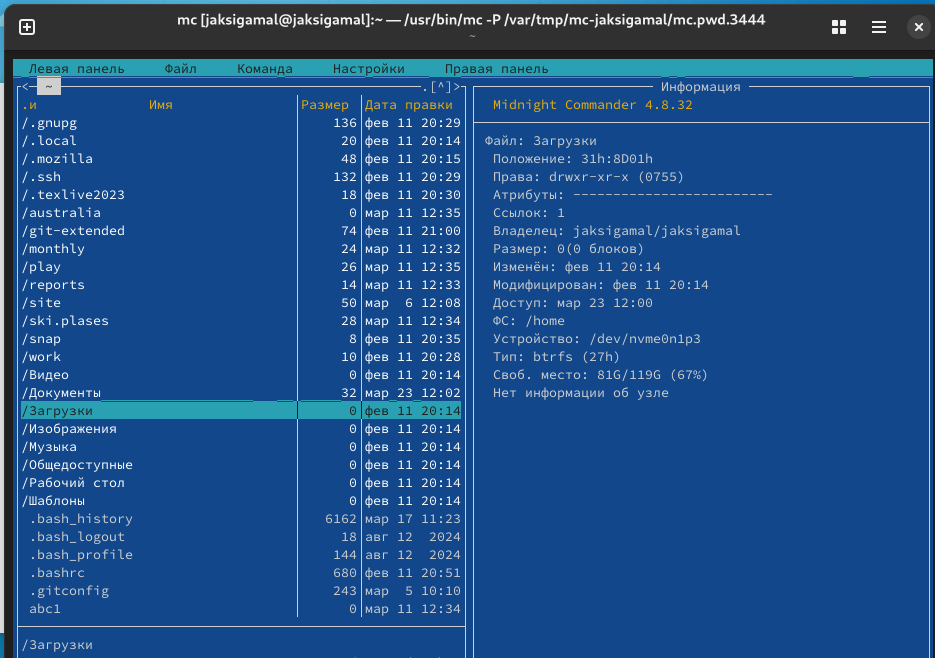 mc [jaksigamal@jaksigamal]:~ — /usr/bin/mc -P /var/tmp/mc-jaksigamal/mc.pwd.3444
~
Левая панель Файл Команда Настройки Правая панель
<─ ~ .[^]>
.и Имя Размер Дата правки
/.gnupg 136 фев 11 20:29
/.local 20 фев 11 20:14
/.mozilla 48 фев 11 20:15
/.ssh 132 фев 11 20:29
/.texlive2023 18 фев 11 20:30
/australia 0 мар 11 12:35
/git-extended 74 фев 11 21:00
/monthly 24 мар 11 12:32
/play 26 мар 11 12:35
/reports 14 мар 11 12:33
/site 50 мар 6 12:08
/ski.plases 28 мар 11 12:34
/snap 8 фев 11 20:35
/work 10 фев 11 20:28
/Видео 0 фев 11 20:14
/Документы 32 мар 23 12:02
/Загрузки 0 фев 11 20:14
/Изображения 0 фев 11 20:14
/Музыка 0 фев 11 20:14
/Общедоступные 0 фев 11 20:14
/Рабочий стол 0 фев 11 20:14
/Шаблоны 0 фев 11 20:14
.bash_history 6162 мар 17 11:23
.bash_logout 18 авг 12 2024
.bash_profile 144 авг 12 2024
.bashrc 680 фев 11 20:51
.gitconfig 243 мар 5 10:10
abc1 0 мар 11 12:34
/Загрузки
Информация
Midnight Commander 4.8.32
Файл: Загрузки
Положение: 31h:8D01h
Права: drwxr-xr-x (0755)
Атрибуты: -------------------------
Ссылок: 1
Владелец: jaksigamal/jaksigamal
Размер: 0(0 блоков)
Изменён: фев 11 20:14
Модифицирован: фев 11 20:14
Доступ: мар 23 12:00
ФС: /home
Устройство: /dev/nvme0n1p3
Тип: btrfs (27h)
Своб. место: 81G/119G (67%)
Нет информации об узле